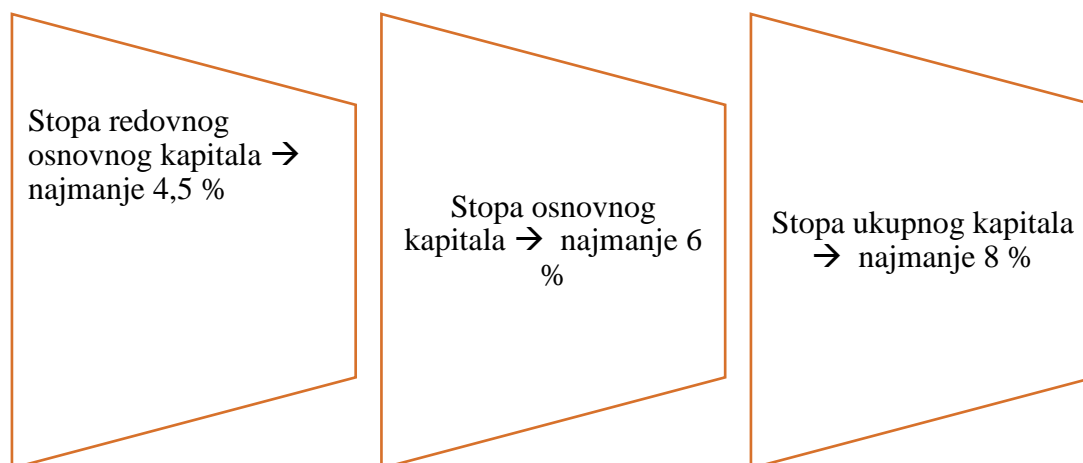 Stopa redovnog
osnovnog kapitala →
najmanje 4,5 %
Stopa osnovnog
kapitala → najmanje 6
%
Stopa ukupnog kapitala
→ najmanje 8 %